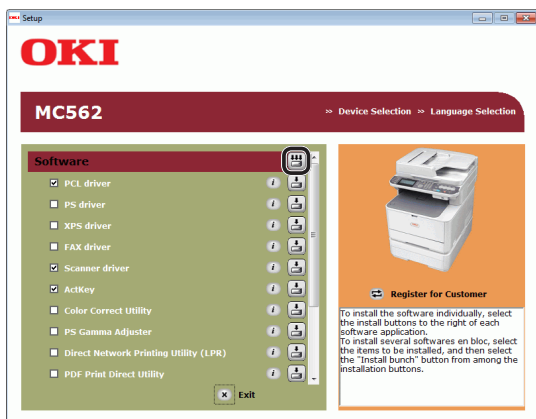 OKI Setup
OKI
MC562
» Device Selection » Language Selection
Software
PCL driver
PS driver
XPS driver
FAX driver
Scanner driver
ActKey
Color Correct Utility
PS Gamma Adjuster
Direct Network Printing Utility (LPR)
PDF Print Direct Utility
Exit
Register for Customer
To install the software individually, select
the install buttons to the right of each
software application.
To install several softwares en bloc, select
the items to be installed, and then select
the "Install bunch" button from among the
installation buttons.